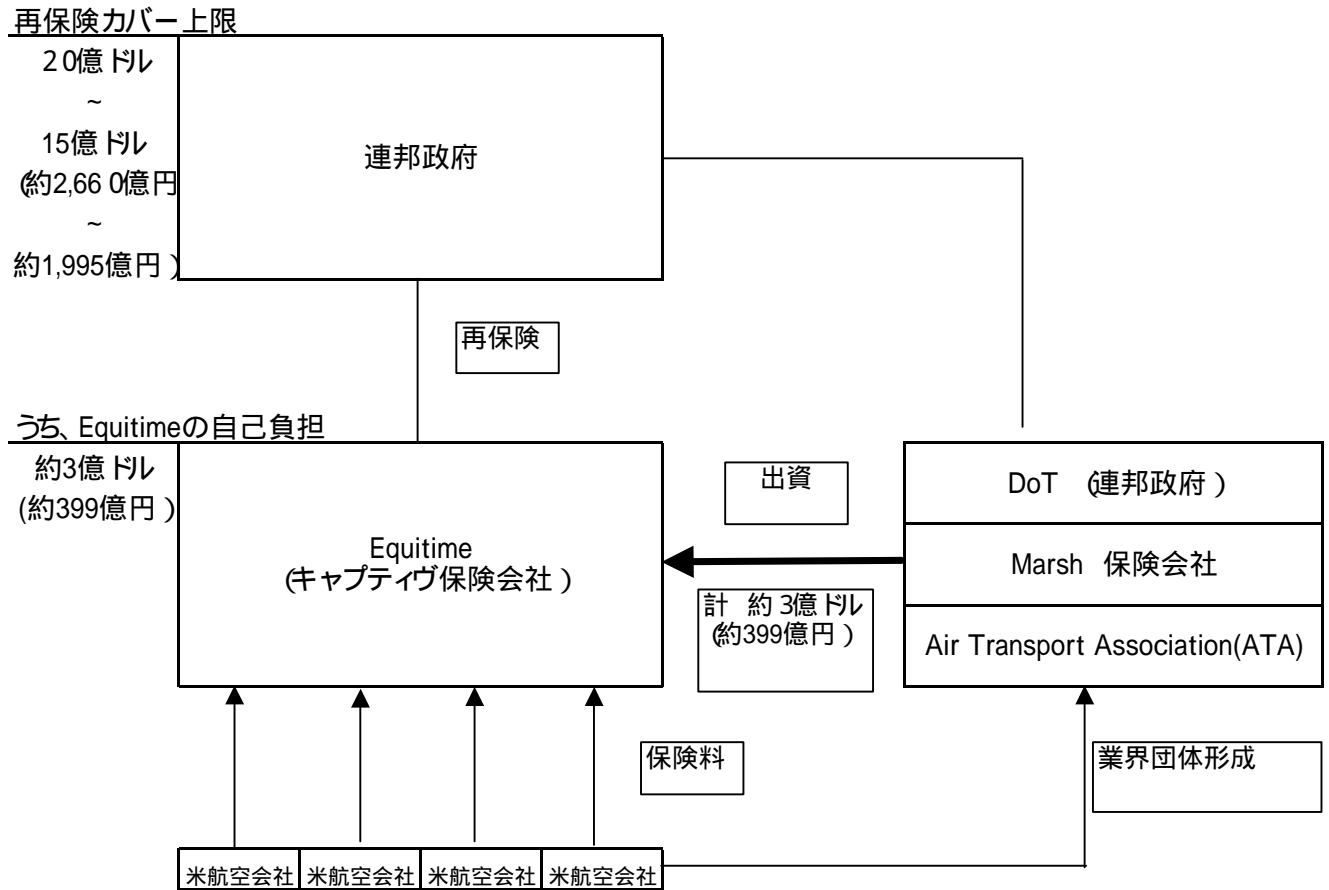 再保険カバー上限
20億ドル
~
15億ドル
(約2,660億円
~
約1,995億円)
連邦政府
再保険
うち、Equitimeの自己負担
約3億ドル
(約399億円)
Equitime
(キャプティヴ保険会社)
出資
計 約3億ドル
(約399億円)
DoT (連邦政府)
Marsh 保険会社
Air Transport Association(ATA)
保険料
業界団体形成
米航空会社 米航空会社 米航空会社 米航空会社